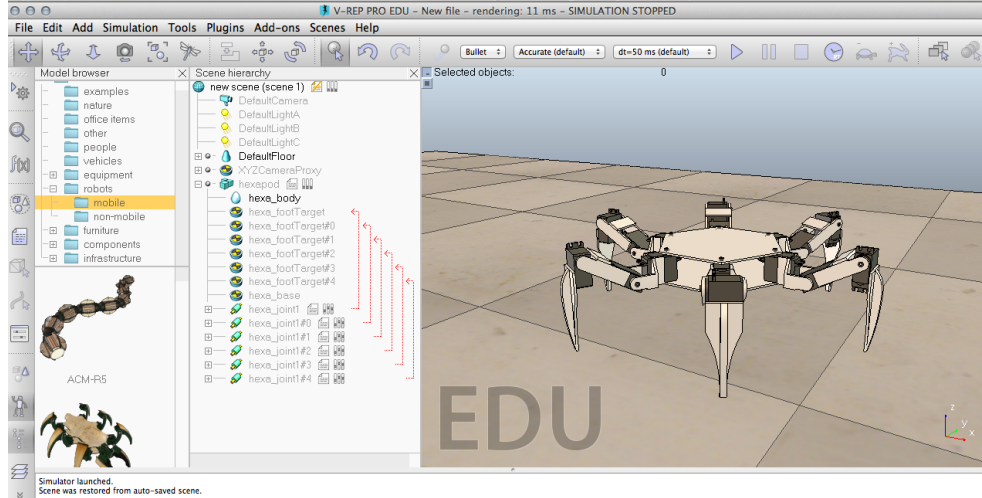 V-REP PRO EDU - New file - rendering: 11 ms - SIMULATION STOPPED
File Edit Add Simulation Tools Plugins Add-ons Scenes Help
Bullet Accurate (default) dt=50 ms (default)
Model browser
examples
nature
office items
other
people
vehicles
equipment
robots
mobile
non-mobile
furniture
components
infrastructure
ACM-R5
Scene hierarchy
new scene (scene 1)
DefaultCamera
DefaultLightA
DefaultLightB
DefaultLightC
DefaultFloor
XYZCameraProxy
hexapod
hexa_body
hexa_footTarget
hexa_footTarget#0
hexa_footTarget#1
hexa_footTarget#2
hexa_footTarget#3
hexa_footTarget#4
hexa_base
hexa_joint1
hexa_joint1#0
hexa_joint1#1
hexa_joint1#2
hexa_joint1#3
hexa_joint1#4
Selected objects: 0
EDU
z
y
x
f(x)
Simulator launched.
Scene was restored from auto-saved scene.